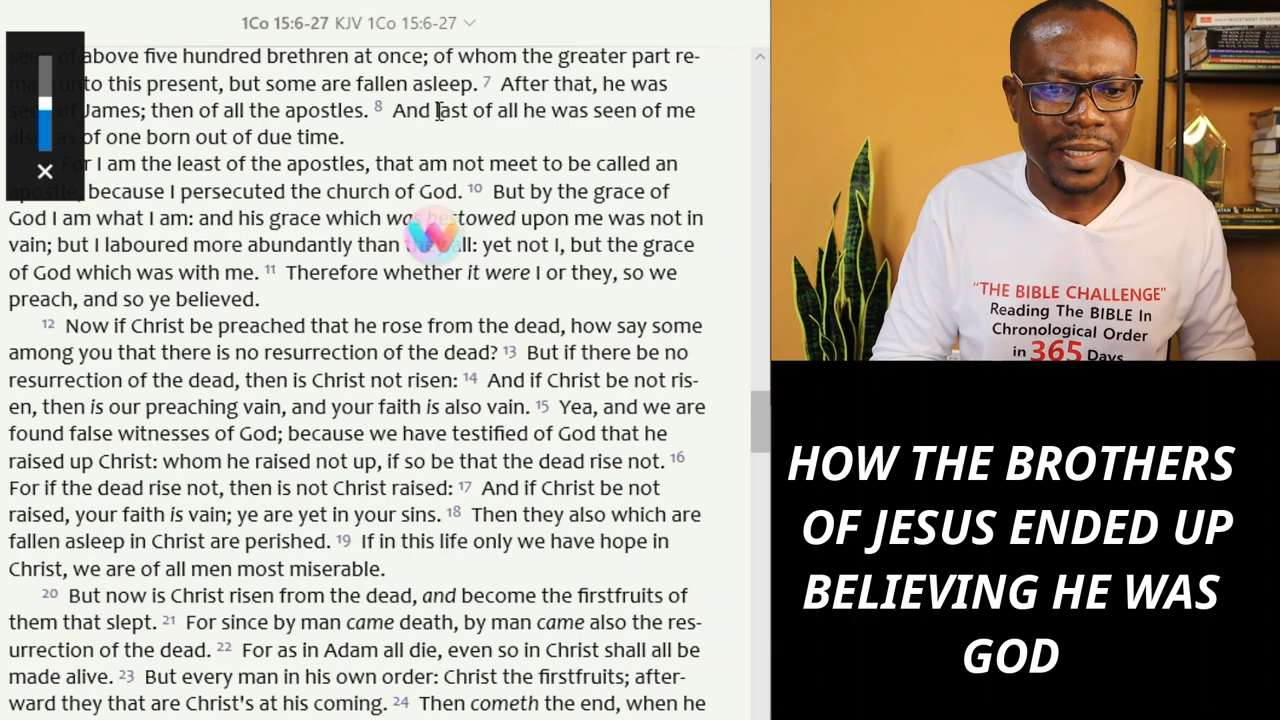 1Co 15:6-27 KJV 1Co 15:6-27
above five hundred brethren at once; of whom the greater part re-
unto this present, but some are fallen asleep. 7 After that, he was
James; then of all the apostles. 8 And last of all he was seen of me
as of one born out of due time.
For I am the least of the apostles, that am not meet to be called an
apostle, because I persecuted the church of God. 10 But by the grace of
God I am what I am: and his grace which was bestowed upon me was not in
vain; but I laboured more abundantly than they all: yet not I, but the grace
of God which was with me. 11 Therefore whether it were I or they, so we
preach, and so ye believed.
12 Now if Christ be preached that he rose from the dead, how say some
among you that there is no resurrection of the dead? 13 But if there be no
resurrection of the dead, then is Christ not risen: 14 And if Christ be not ris-
en, then is our preaching vain, and your faith is also vain. 15 Yea, and we are
found false witnesses of God; because we have testified of God that he
raised up Christ: whom he raised not up, if so be that the dead rise not. 16
For if the dead rise not, then is not Christ raised: 17 And if Christ be not
raised, your faith is vain; ye are yet in your sins. 18 Then they also which are
fallen asleep in Christ are perished. 19 If in this life only we have hope in
Christ, we are of all men most miserable.
20 But now is Christ risen from the dead, and become the firstfruits of
them that slept. 21 For since by man came death, by man came also the res-
urrection of the dead. 22 For as in Adam all die, even so in Christ shall all be
made alive. 23 But every man in his own order: Christ the firstfruits; after-
ward they that are Christ's at his coming. 24 Then cometh the end, when he
"THE BIBLE CHALLENGE"
Reading The BIBLE In
Chronological Order
in 365 Days
HOW THE BROTHERS
OF JESUS ENDED UP
BELIEVING HE WAS
GOD